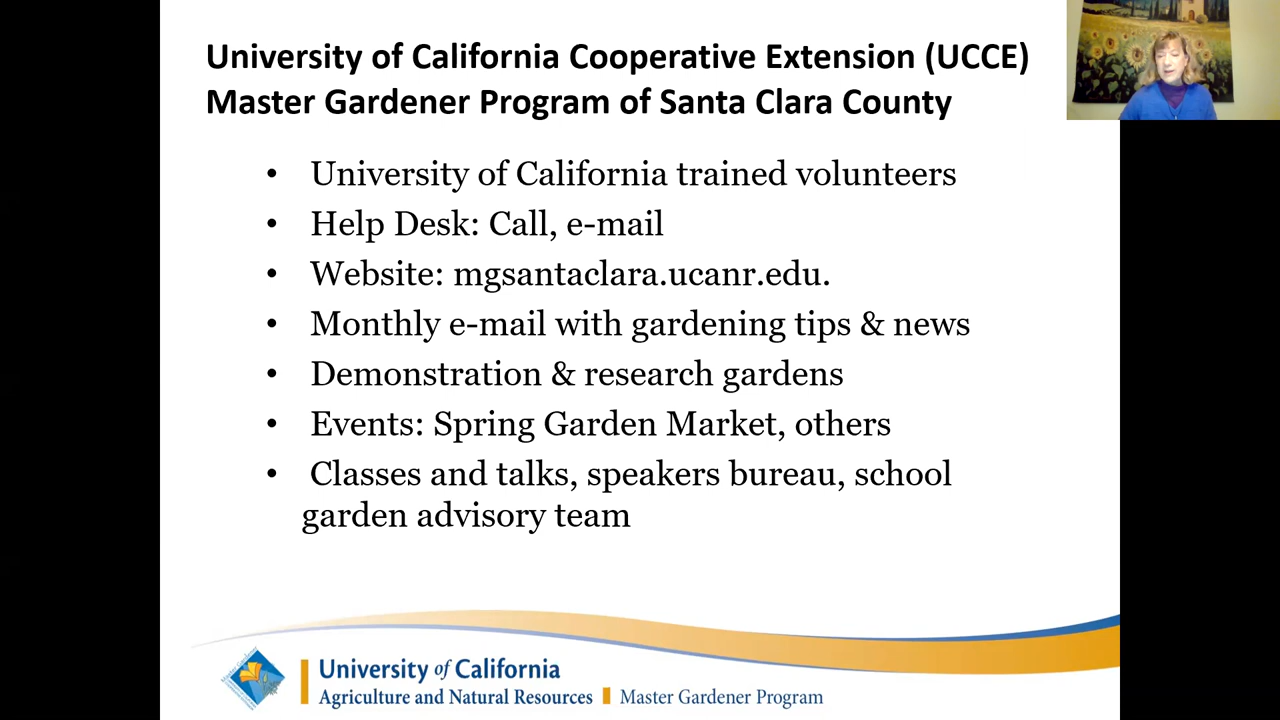 University of California Cooperative Extension (UCCE)
Master Gardener Program of Santa Clara County
• University of California trained volunteers
• Help Desk: Call, e-mail
• Website: mgsantaclara.ucanr.edu.
• Monthly e-mail with gardening tips & news
• Demonstration & research gardens
• Events: Spring Garden Market, others
• Classes and talks, speakers bureau, school
garden advisory team
University of California
Agriculture and Natural Resources Master Gardener Program